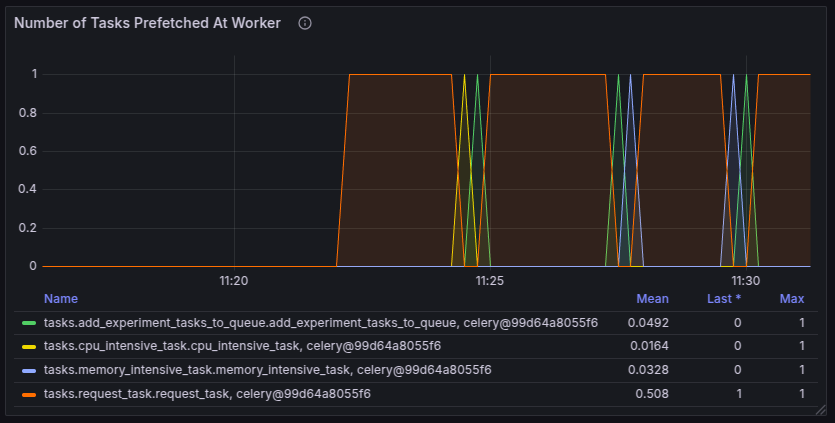 Number of Tasks Prefetched At Worker
1
0.8
0.6
0.4
0.2
0
11:20 11:25 11:30
Name Mean Last * Max
tasks.add_experiment_tasks_to_queue.add_experiment_tasks_to_queue, celery@99d64a8055f6 0.0492 0 1
tasks.cpu_intensive_task.cpu_intensive_task, celery@99d64a8055f6 0.0164 0 1
tasks.memory_intensive_task.memory_intensive_task, celery@99d64a8055f6 0.0328 0 1
tasks.request_task.request_task, celery@99d64a8055f6 0.508 1 1